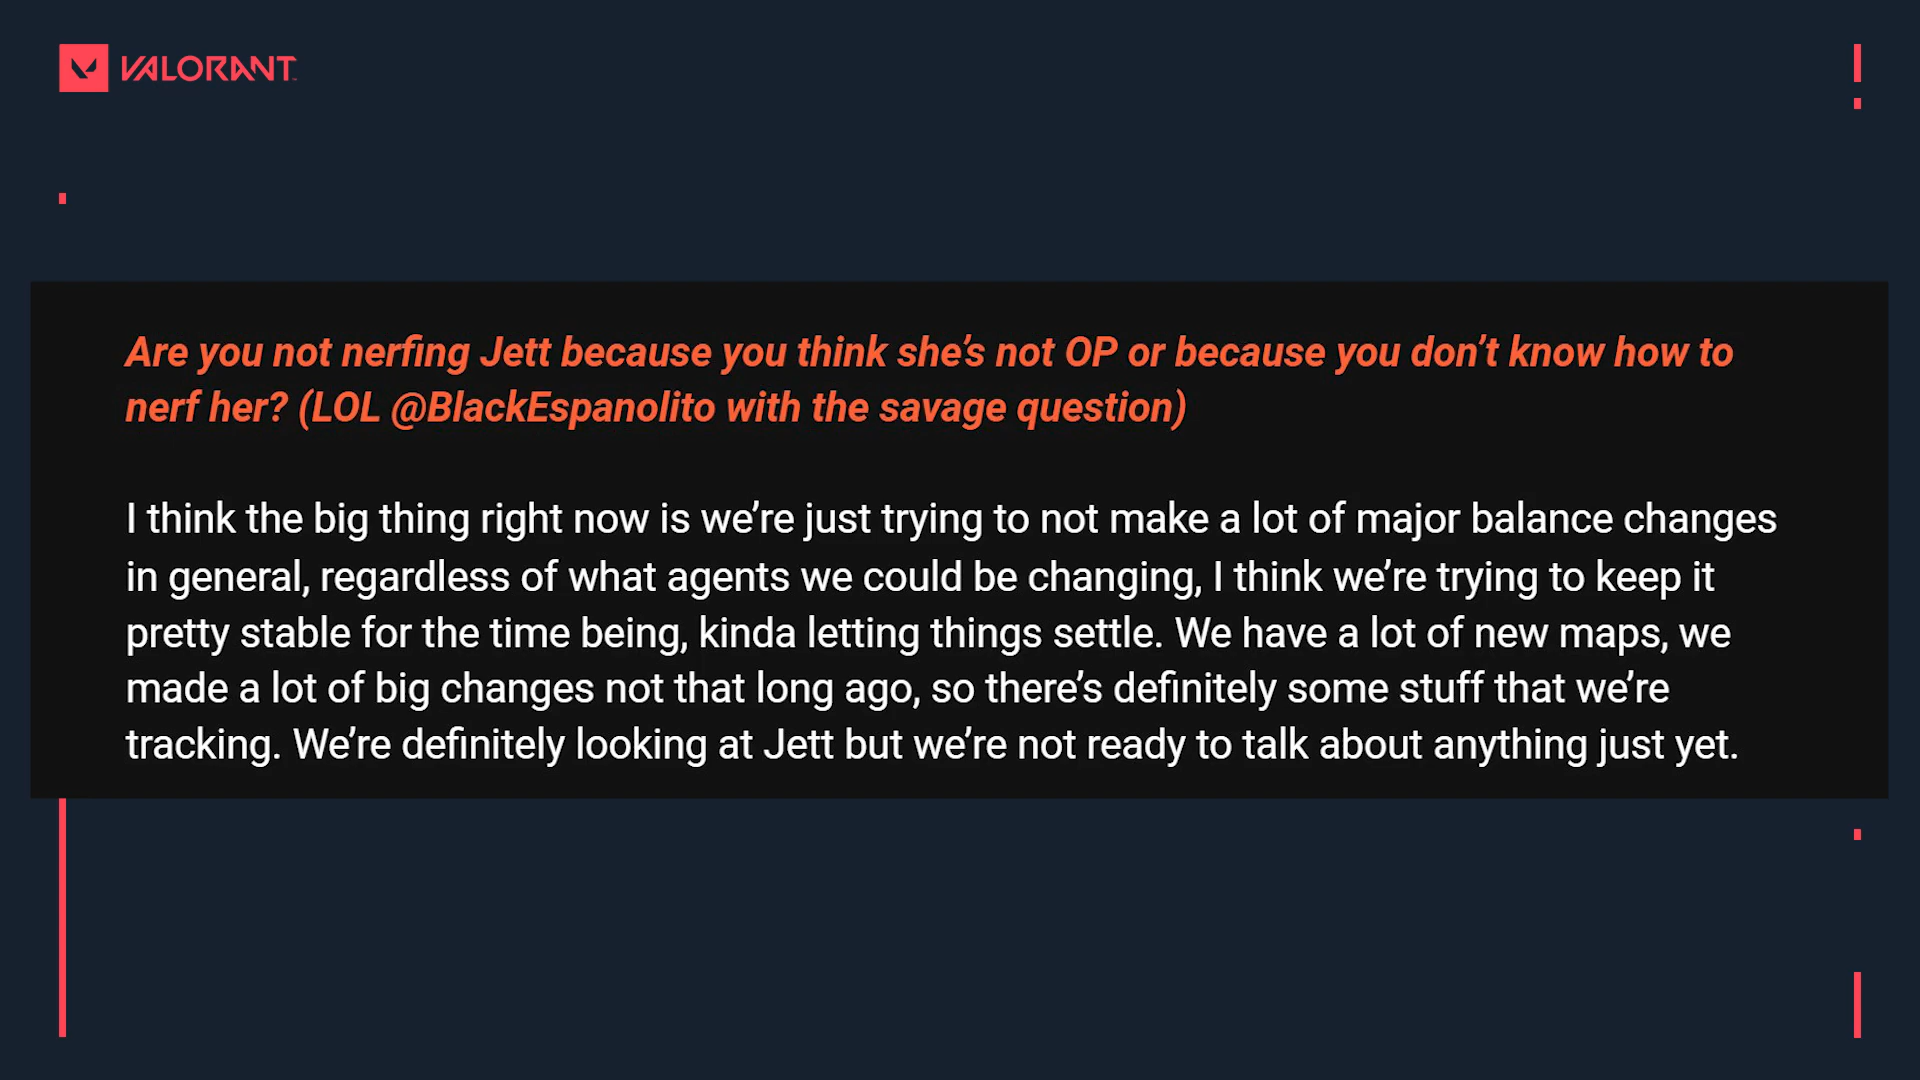 VALORANT
Are you not nerfing Jett because you think she’s not OP or because you don’t know how to
nerf her? (LOL @BlackEspanolito with the savage question)
I think the big thing right now is we’re just trying to not make a lot of major balance changes
in general, regardless of what agents we could be changing, I think we’re trying to keep it
pretty stable for the time being, kinda letting things settle. We have a lot of new maps, we
made a lot of big changes not that long ago, so there’s definitely some stuff that we’re
tracking. We’re definitely looking at Jett but we’re not ready to talk about anything just yet.